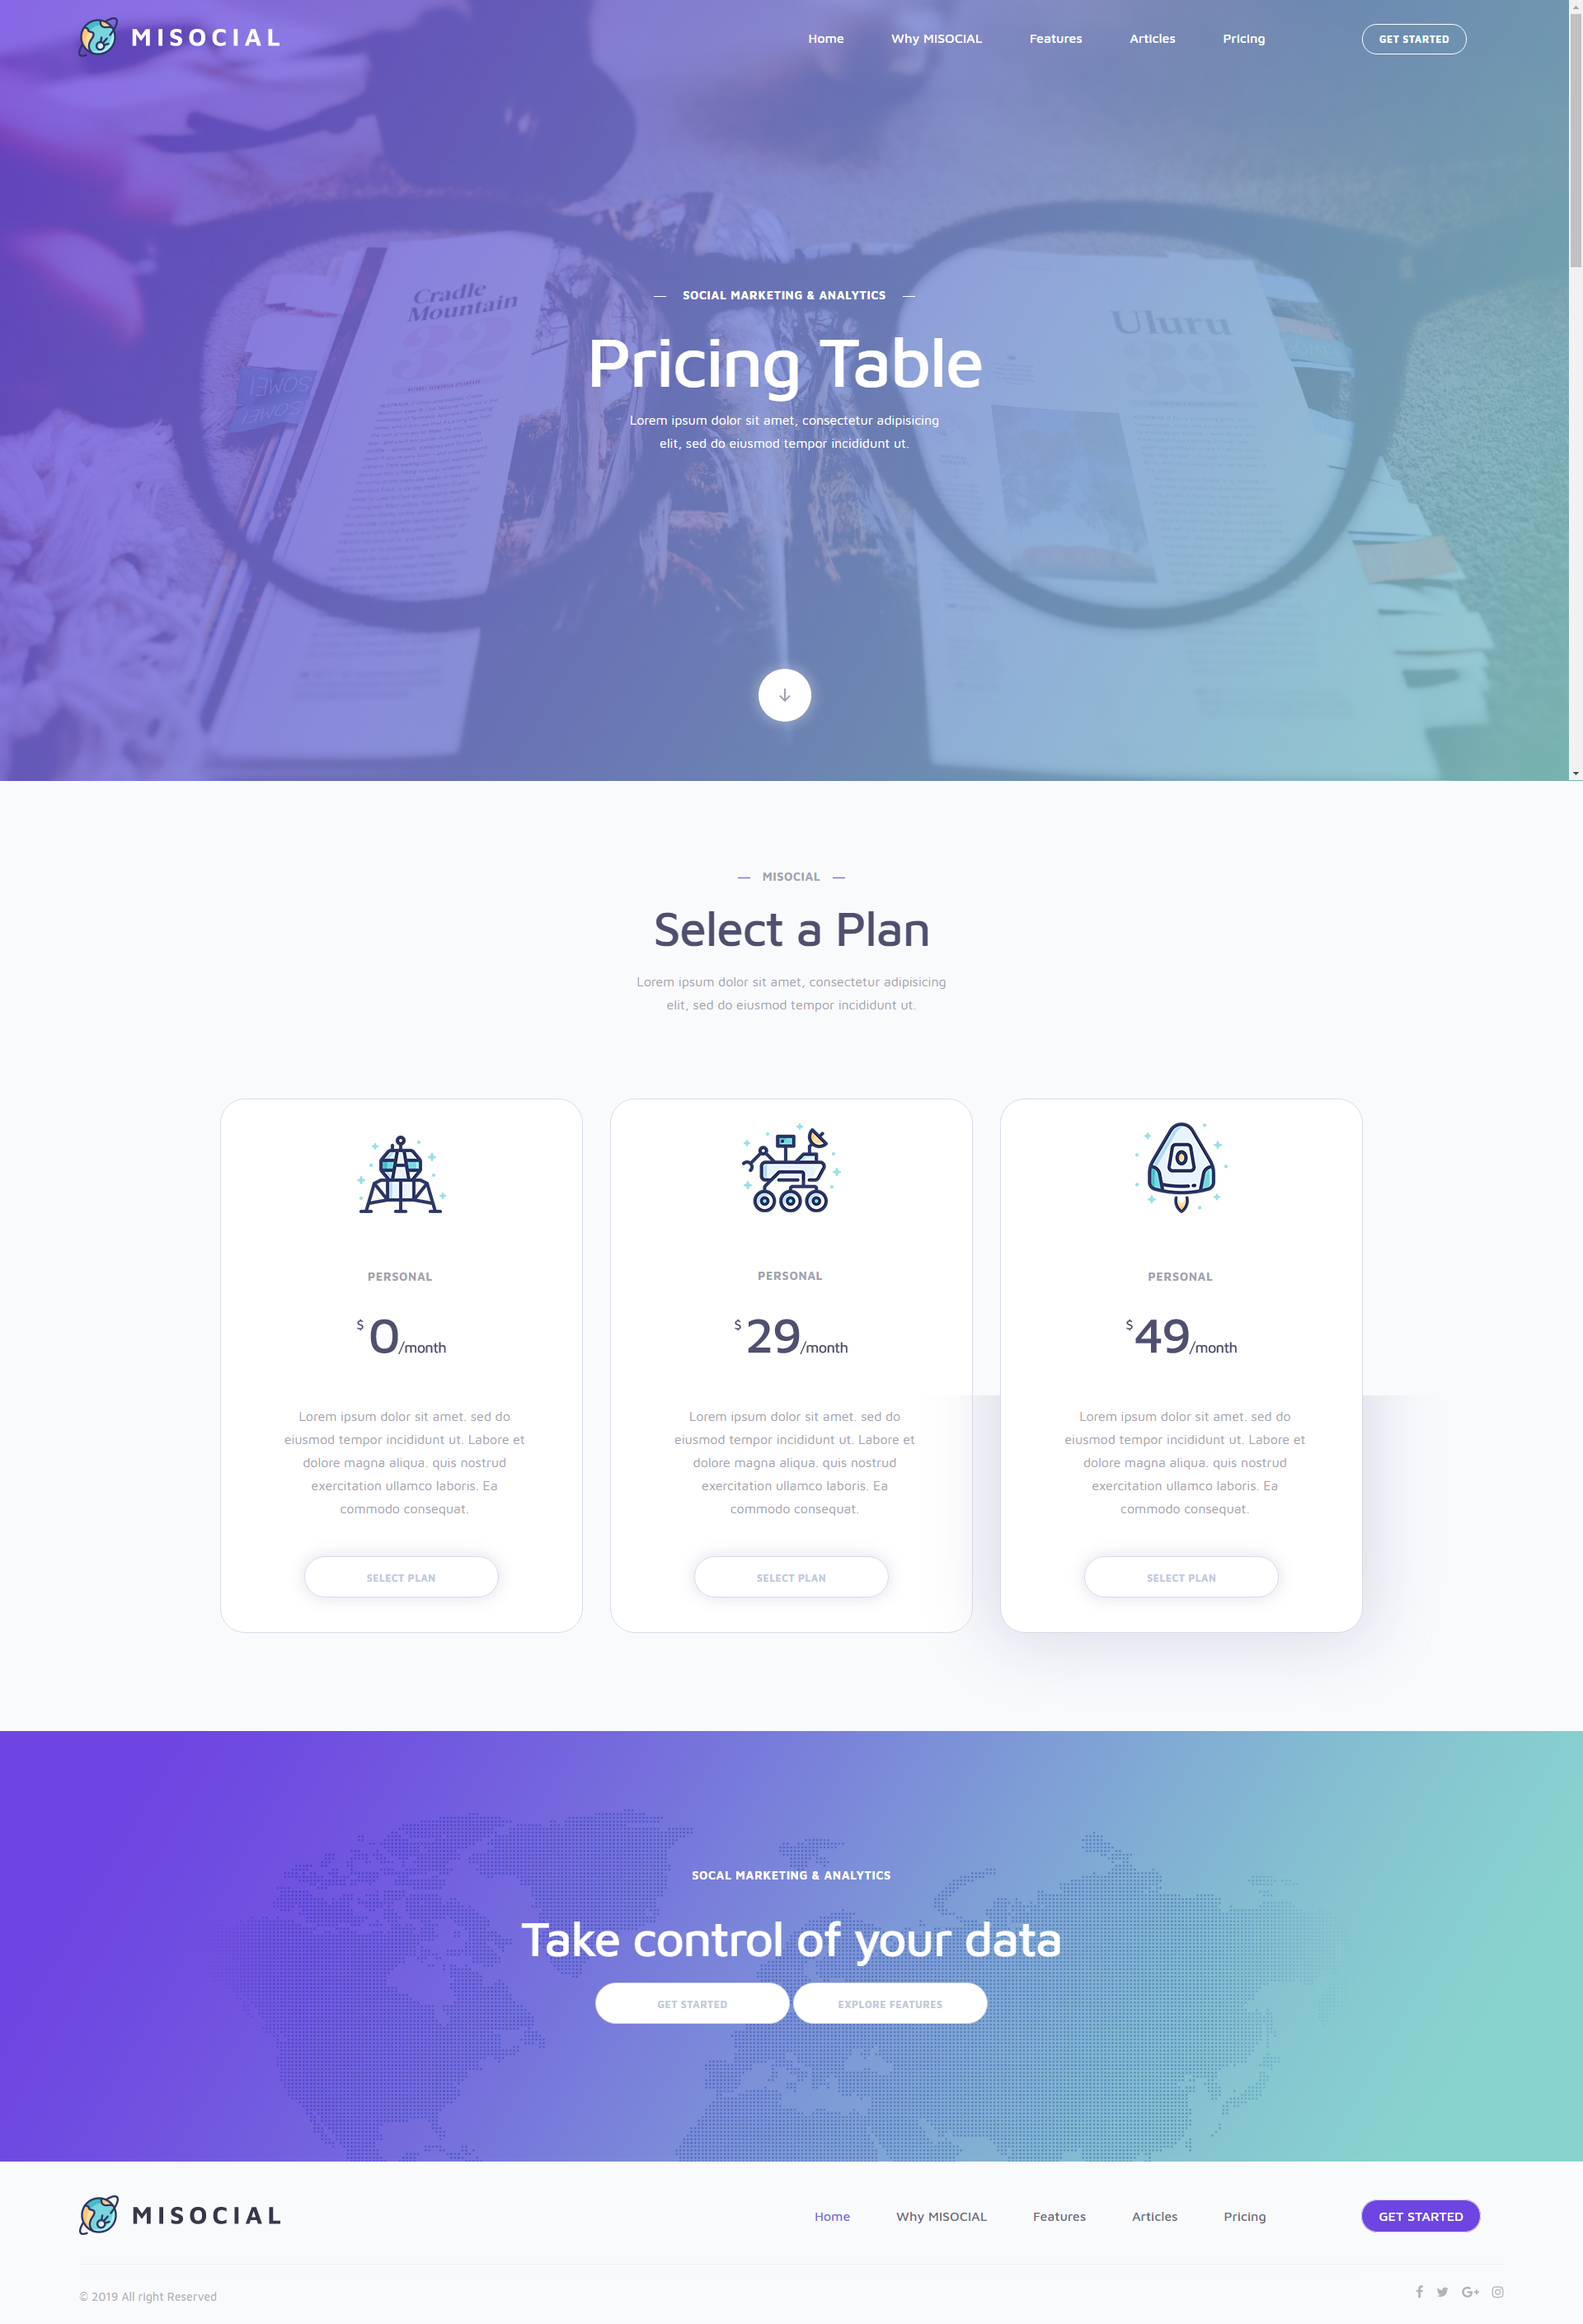 MISOCIAL
Home Why MISOCIAL Features Articles Pricing GET STARTED
Cradle
Mountain
32
Uluru
33
SOCIAL MARKETING & ANALYTICS
Pricing Table
Lorem ipsum dolor sit amet, consectetur adipisicing
elit, sed do eiusmod tempor incididunt ut.
MISOCIAL
Select a Plan
Lorem ipsum dolor sit amet, consectetur adipisicing
elit, sed do eiusmod tempor incididunt ut.
PERSONAL
$ 0/month
Lorem ipsum dolor sit amet. sed do
eiusmod tempor incididunt ut. Labore et
dolore magna aliqua. quis nostrud
exercitation ullamco laboris. Ea
commodo consequat.
SELECT PLAN
PERSONAL
$ 29/month
Lorem ipsum dolor sit amet. sed do
eiusmod tempor incididunt ut. Labore et
dolore magna aliqua. quis nostrud
exercitation ullamco laboris. Ea
commodo consequat.
SELECT PLAN
PERSONAL
$ 49/month
Lorem ipsum dolor sit amet. sed do
eiusmod tempor incididunt ut. Labore et
dolore magna aliqua. quis nostrud
exercitation ullamco laboris. Ea
commodo consequat.
SELECT PLAN
SOCAL MARKETING & ANALYTICS
Take control of your data
GET STARTED EXPLORE FEATURES
MISOCIAL
Home Why MISOCIAL Features Articles Pricing GET STARTED
© 2019 All right Reserved